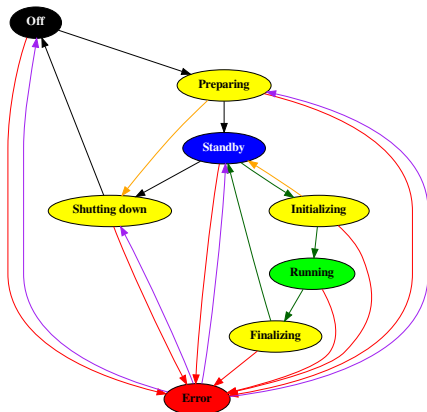 Off
Preparing
Standby
Shutting down
Initializing
Running
Finalizing
Error